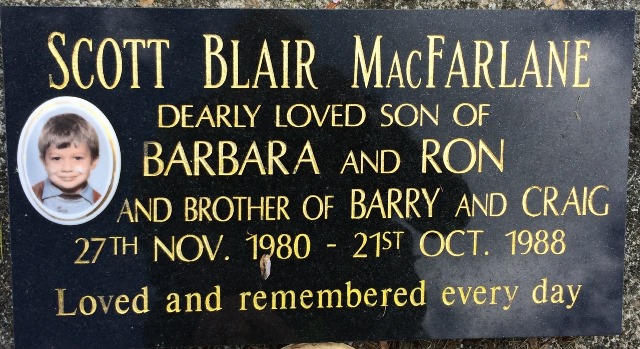 SCOTT BLAIR MACFARLANE
DEARLY LOVED SON OF
BARBARA AND RON
AND BROTHER OF BARRY AND CRAIG
27TH NOV. 1980 - 21ST OCT. 1988
Loved and remembered every day